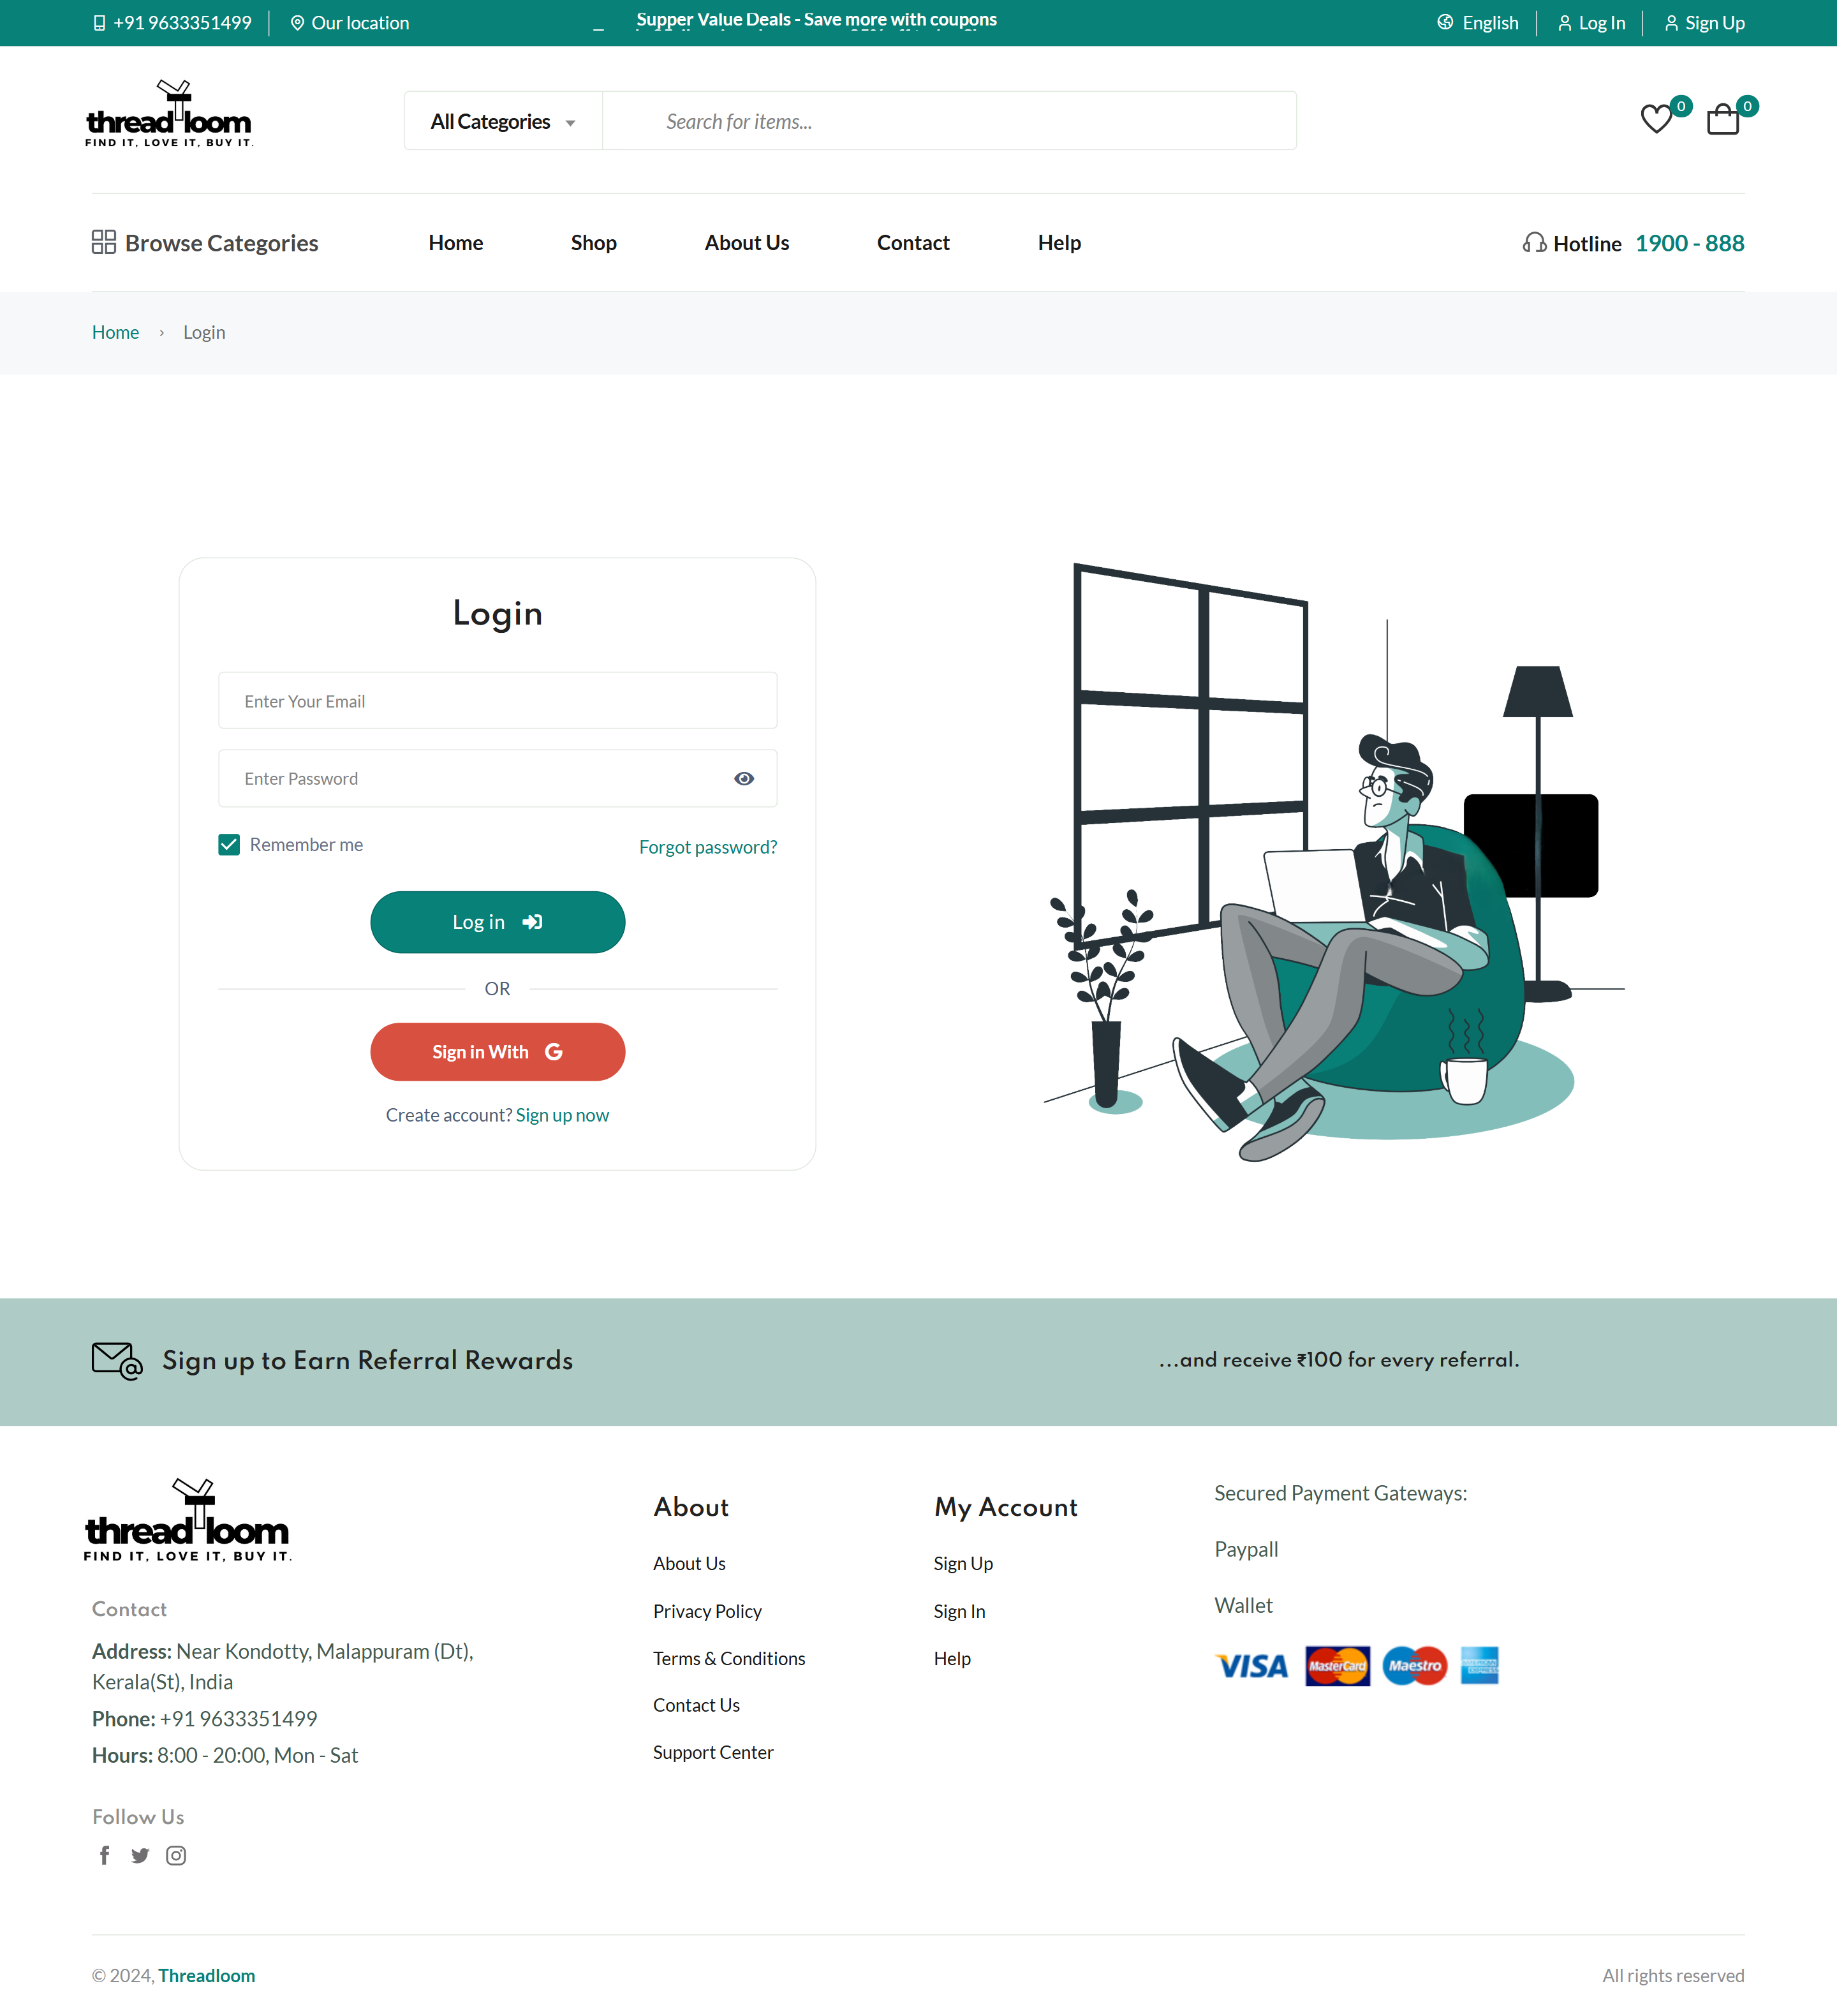 +91 9633351499
Our location
Supper Value Deals - Save more with coupons
English
Log In
Sign Up
threadloom
FIND IT, LOVE IT, BUY IT.
All Categories
Search for items...
0
0
Browse Categories
Home
Shop
About Us
Contact
Help
Hotline 1900 - 888
Home
Login
Login
Enter Your Email
Enter Password
Remember me
Forgot password?
Log in
OR
Sign in With G
Create account? Sign up now
Sign up to Earn Referral Rewards
...and receive ₹100 for every referral.
threadloom
FIND IT, LOVE IT, BUY IT.
Contact
Address: Near Kondotty, Malappuram (Dt),
Kerala(St), India
Phone: +91 9633351499
Hours: 8:00 - 20:00, Mon - Sat
Follow Us
About
About Us
Privacy Policy
Terms & Conditions
Contact Us
Support Center
My Account
Sign Up
Sign In
Help
Secured Payment Gateways:
Paypall
Wallet
VISA
MasterCard
Maestro
AMERICAN
EXPRESS
© 2024, Threadloom
All rights reserved